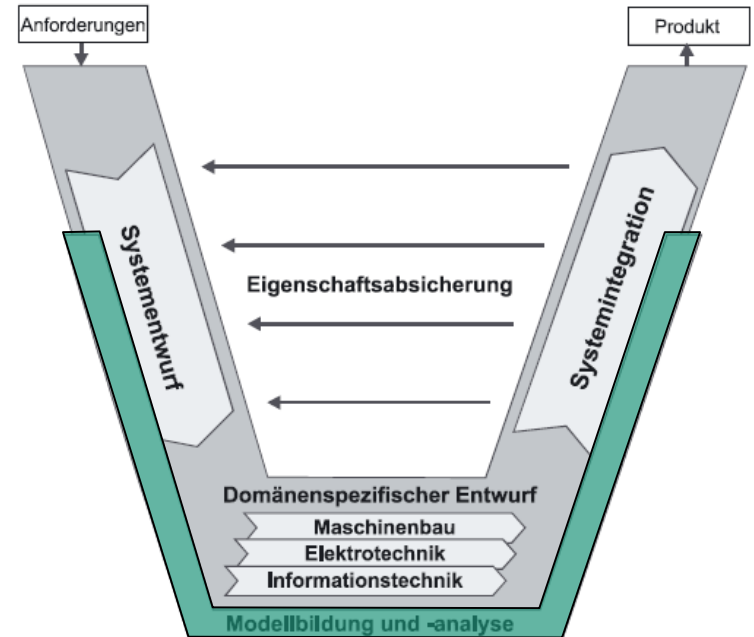 Anforderungen
Produkt
Systementwurf
Eigenschaftsabsicherung
Systemintegration
Domänenspezifischer Entwurf
Maschinenbau
Elektrotechnik
Informationstechnik
Modellbildung und -analyse